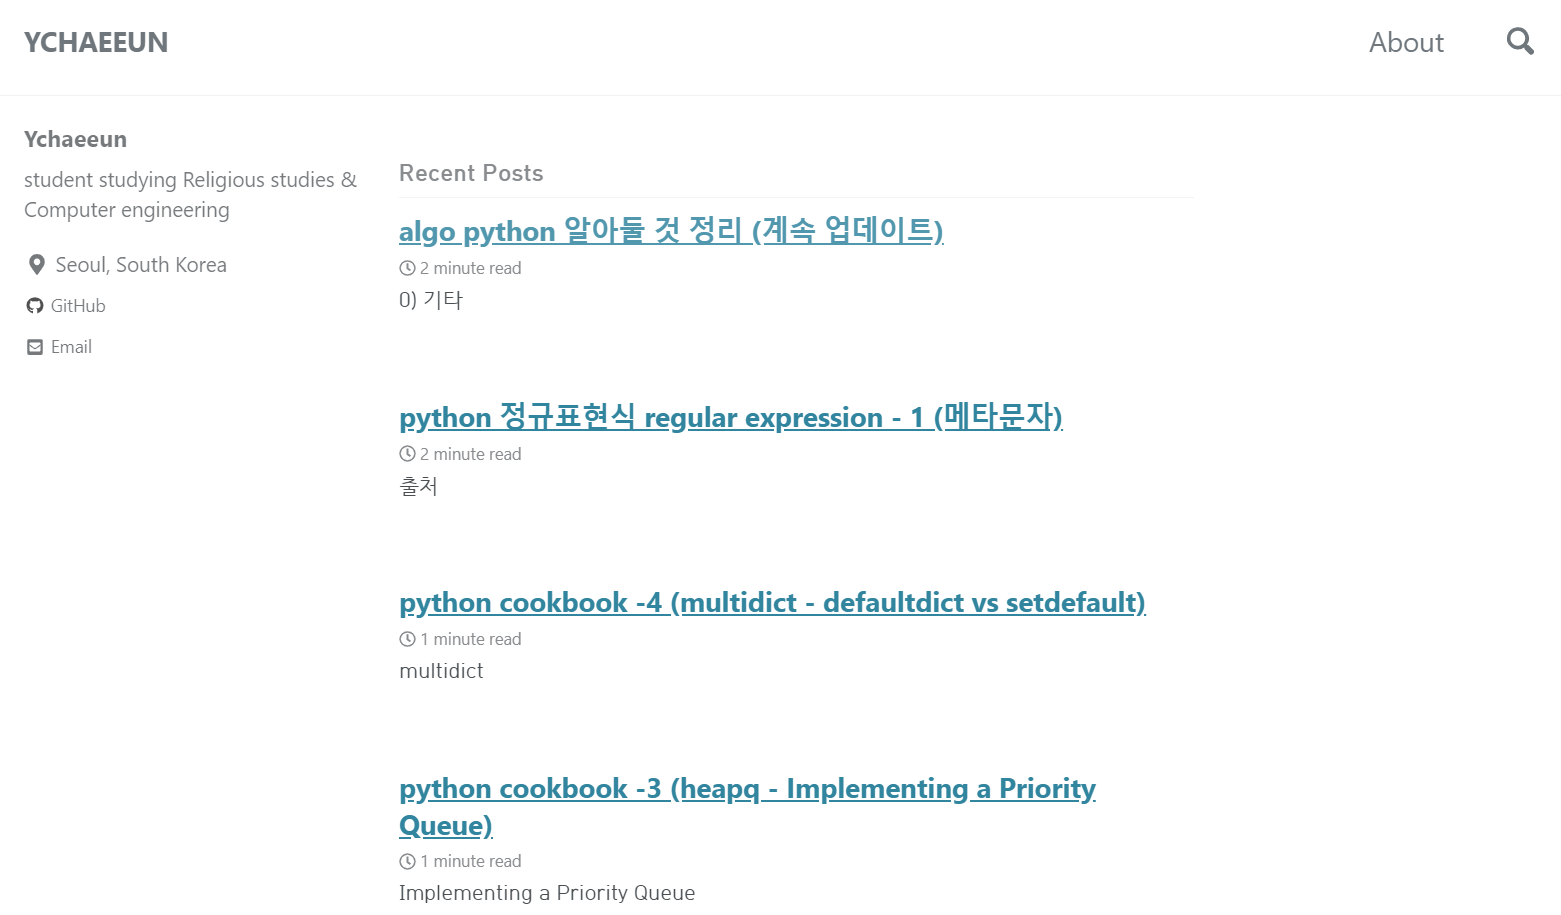 YCHAEEUN
About
Ychaeeun
student studying Religious studies &
Computer engineering
Seoul, South Korea
GitHub
Email
Recent Posts
algo python 알아둘 것 정리 (계속 업데이트)
2 minute read
0) 기타
python 정규표현식 regular expression - 1 (메타문자)
2 minute read
출처
python cookbook -4 (multidict - defaultdict vs setdefault)
1 minute read
multidict
python cookbook -3 (heapq - Implementing a Priority
Queue)
1 minute read
Implementing a Priority Queue